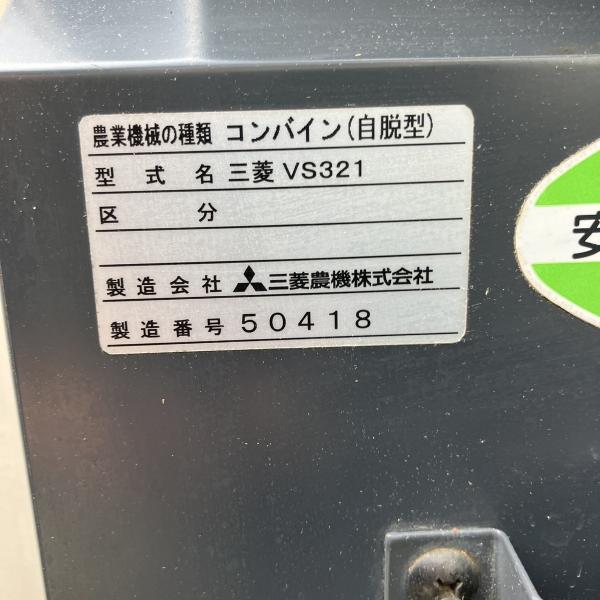 農業機械の種類 コンバイン(自脱型)
型式名 三菱 VS321
区分
製造会社 三菱農機株式会社
製造番号 50418
安